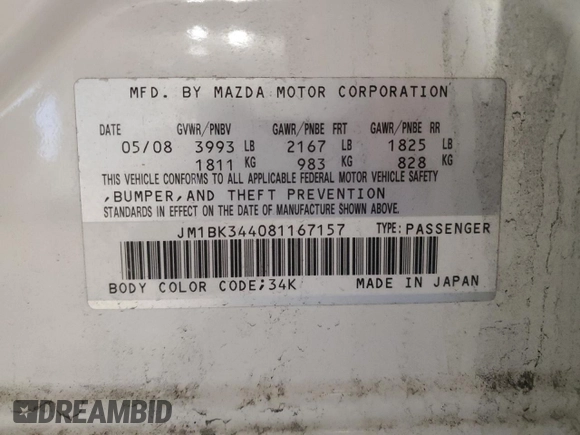 MFD. BY MAZDA MOTOR CORPORATION
DATE GVWR/PNBV GAWR/PNBE FRT GAWR/PNBE RR
05/08 3993 LB 2167 LB 1825 LB
1811 KG 983 KG 828 KG
THIS VEHICLE CONFORMS TO ALL APPLICABLE FEDERAL MOTOR VEHICLE SAFETY
,BUMPER,AND THEFT PREVENTION
STANDARDS IN EFFECT ON THE DATE OF MANUFACTURE SHOWN ABOVE.
JM1BK344081167157 TYPE:PASSENGER
BODY COLOR CODE;34K MADE IN JAPAN
DREAMBID